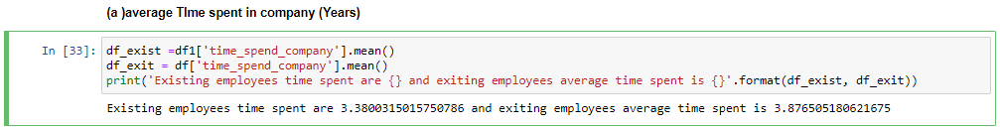 (a )average TIme spent in company (Years)
In [33]: df_exist =df1['time_spend_company'].mean()
df_exit = df['time_spend_company'].mean()
print('Existing employees time spent are {} and exiting employees average time spent is {}'.format(df_exist, df_exit))
Existing employees time spent are 3.3800315015750786 and exiting employees average time spent is 3.876505180621675